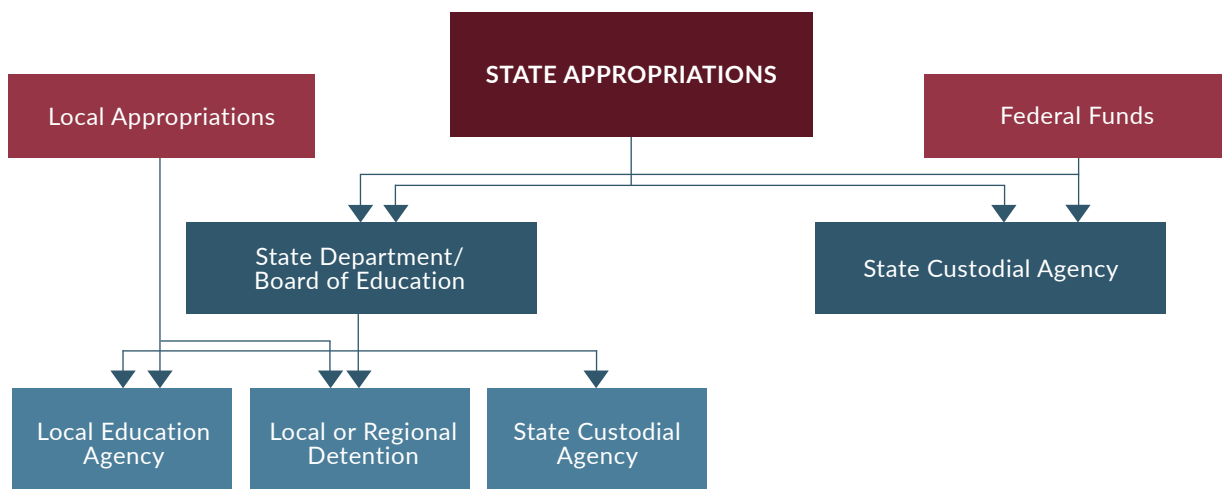 STATE APPROPRIATIONS
Local Appropriations
Federal Funds
State Department/
Board of Education
State Custodial Agency
Local Education
Agency
Local or Regional
Detention
State Custodial
Agency